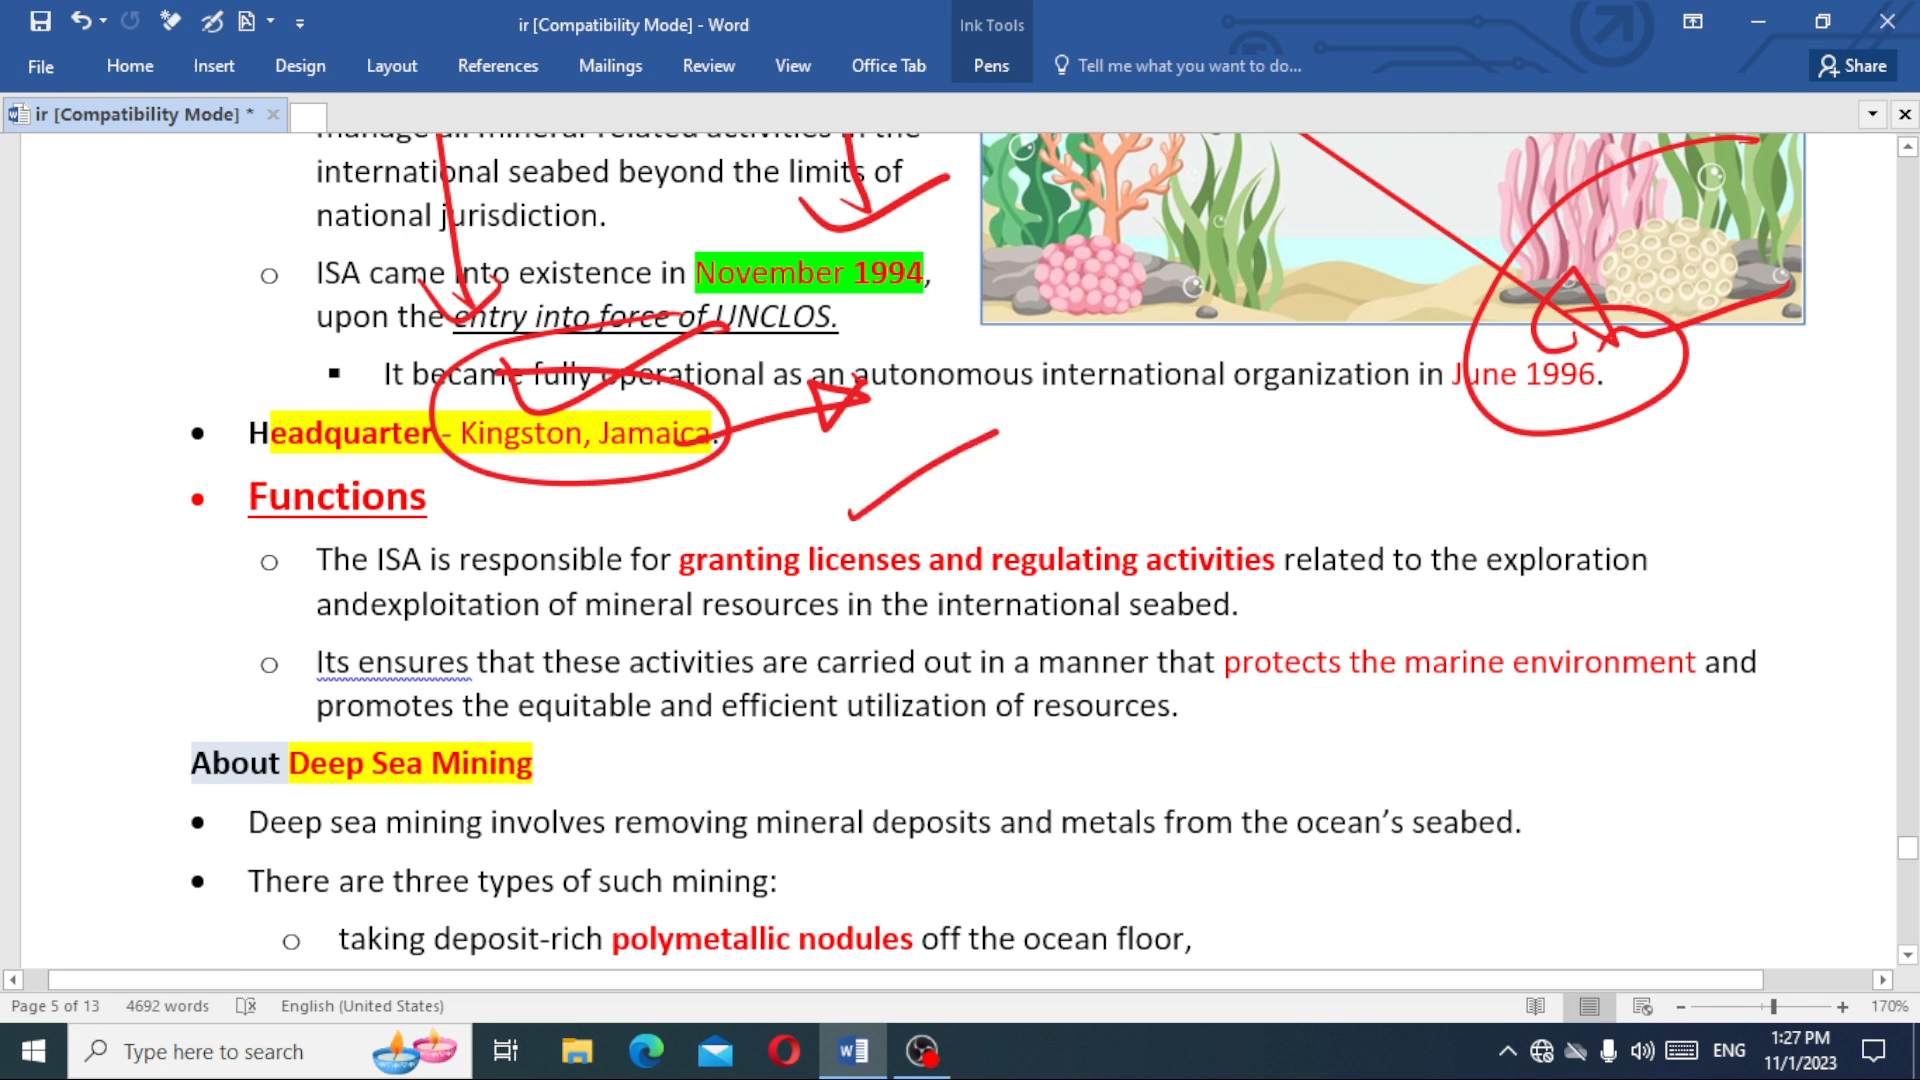 ir [Compatibility Mode] - Word
Ink Tools
File
Home
Insert
Design
Layout
References
Mailings
Review
View
Office Tab
Pens
Tell me what you want to do...
Share
ir [Compatibility Mode] *
manage all mineral-related activities in the
international seabed beyond the limits of
national jurisdiction.
o ISA came into existence in November 1994,
upon the entry into force of UNCLOS.
▪ It became fully operational as an autonomous international organization in June 1996.
• Headquarter - Kingston, Jamaica.
• Functions
o The ISA is responsible for granting licenses and regulating activities related to the exploration
andexploitation of mineral resources in the international seabed.
o Its ensures that these activities are carried out in a manner that protects the marine environment and
promotes the equitable and efficient utilization of resources.
About Deep Sea Mining
• Deep sea mining involves removing mineral deposits and metals from the ocean’s seabed.
• There are three types of such mining:
o taking deposit-rich polymetallic nodules off the ocean floor,
Page 5 of 13
4692 words
English (United States)
170%
Type here to search
ENG
1:27 PM
11/1/2023